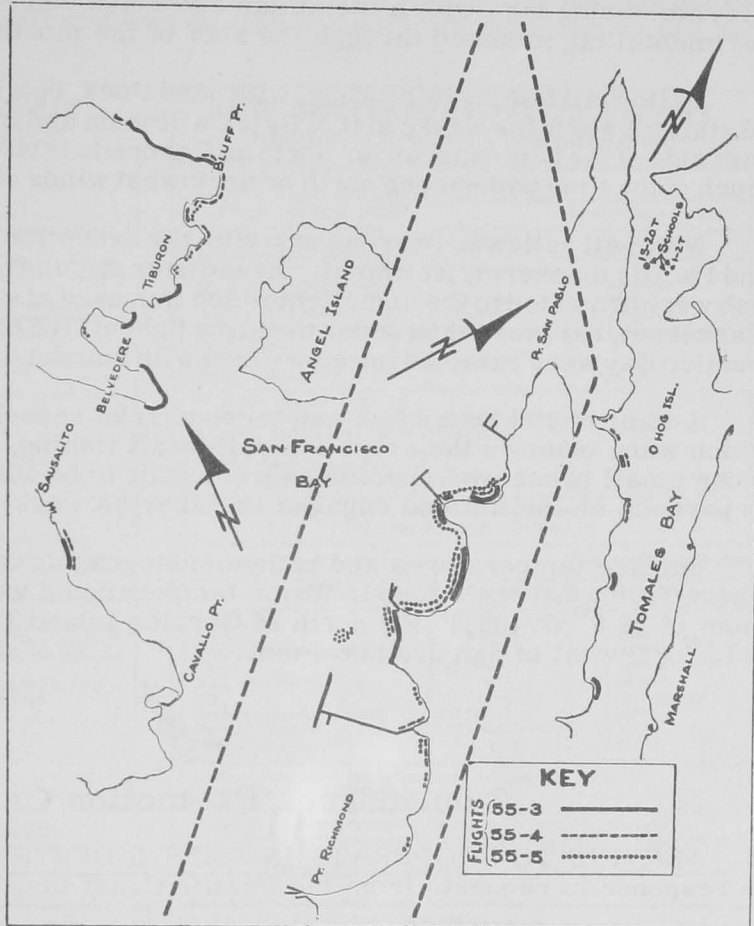 BLUFF PT.
TIBURON
BELVEDERE
SAUSALITO
CAVALLO PT.
ANGEL ISLAND
N
N
SAN FRANCISCO
BAY
P. SAN PABLO
PT. RICHMOND
N
15-20T
SCHOOLS
1-2T
HOG ISL.
TOMALES BAY
MARSHALL
KEY
FLIGHTS
55-3
55-4
55-5